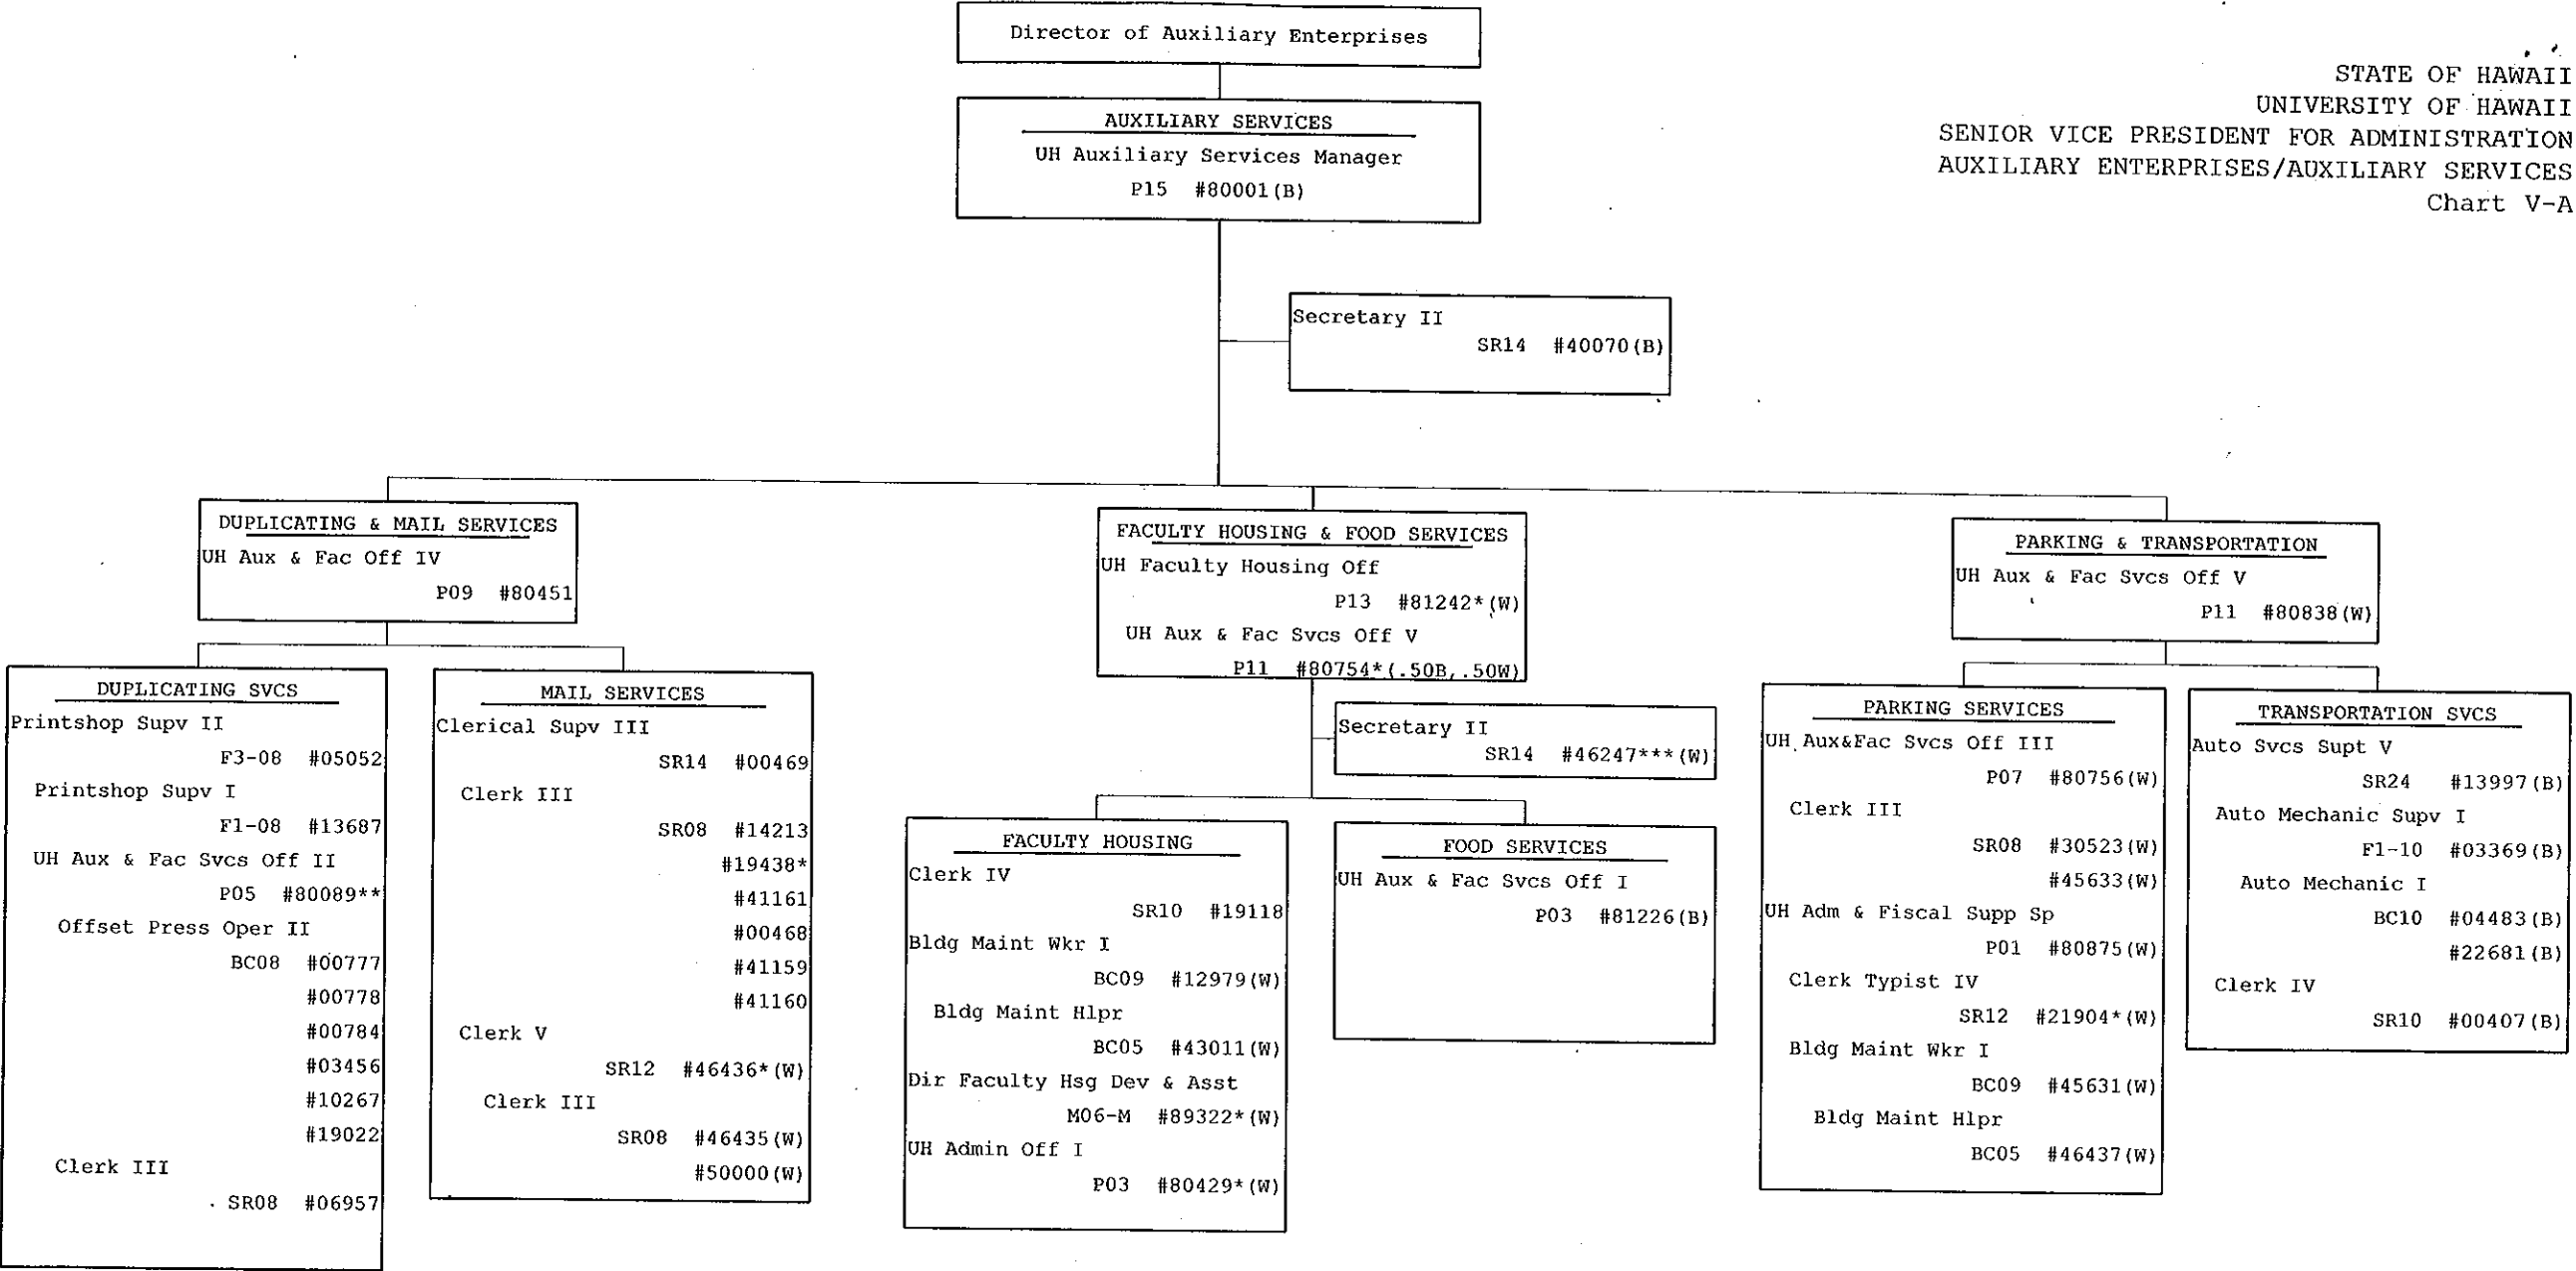 Director of Auxiliary Enterprises
STATE OF HAWAII
UNIVERSITY OF HAWAII
SENIOR VICE PRESIDENT FOR ADMINISTRATION
AUXILIARY ENTERPRISES/AUXILIARY SERVICES
Chart V-A
AUXILIARY SERVICES
UH Auxiliary Services Manager
P15 #80001(B)
Secretary II
SR14 #40070(B)
DUPLICATING & MAIL SERVICES
UH Aux & Fac Off IV
P09 #80451
DUPLICATING SVCS
Printshop Supv II
F3-08 #05052
Printshop Supv I
F1-08 #13687
UH Aux & Fac Svcs Off II
P05 #80089**
Offset Press Oper II
BC08 #00777
#00778
#00784
#03456
#10267
#19022
Clerk III
SR08 #06957
MAIL SERVICES
Clerical Supv III
SR14 #00469
Clerk III
SR08 #14213
#19438*
#41161
#00468
#41159
#41160
Clerk V
SR12 #46436*(W)
Clerk III
SR08 #46435(W)
#50000(W)
FACULTY HOUSING & FOOD SERVICES
UH Faculty Housing Off
P13 #81242*(W)
UH Aux & Fac Svcs Off V
P11 #80754*(.50B,.50W)
Secretary II
SR14 #46247***(W)
FACULTY HOUSING
Clerk IV
SR10 #19118
Bldg Maint Wkr I
BC09 #12979(W)
Bldg Maint Hlpr
BC05 #43011(W)
Dir Faculty Hsg Dev & Asst
M06-M #89322*(W)
UH Admin Off I
P03 #80429*(W)
FOOD SERVICES
UH Aux & Fac Svcs Off I
P03 #81226(B)
PARKING & TRANSPORTATION
UH Aux & Fac Svcs Off V
P11 #80838(W)
PARKING SERVICES
UH Aux&Fac Svcs Off III
P07 #80756(W)
Clerk III
SR08 #30523(W)
#45633(W)
UH Adm & Fiscal Supp Sp
P01 #80875(W)
Clerk Typist IV
SR12 #21904*(W)
Bldg Maint Wkr I
BC09 #45631(W)
Bldg Maint Hlpr
BC05 #46437(W)
TRANSPORTATION SVCS
Auto Svcs Supt V
SR24 #13997(B)
Auto Mechanic Supv I
F1-10 #03369(B)
Auto Mechanic I
BC10 #04483(B)
#22681(B)
Clerk IV
SR10 #00407(B)